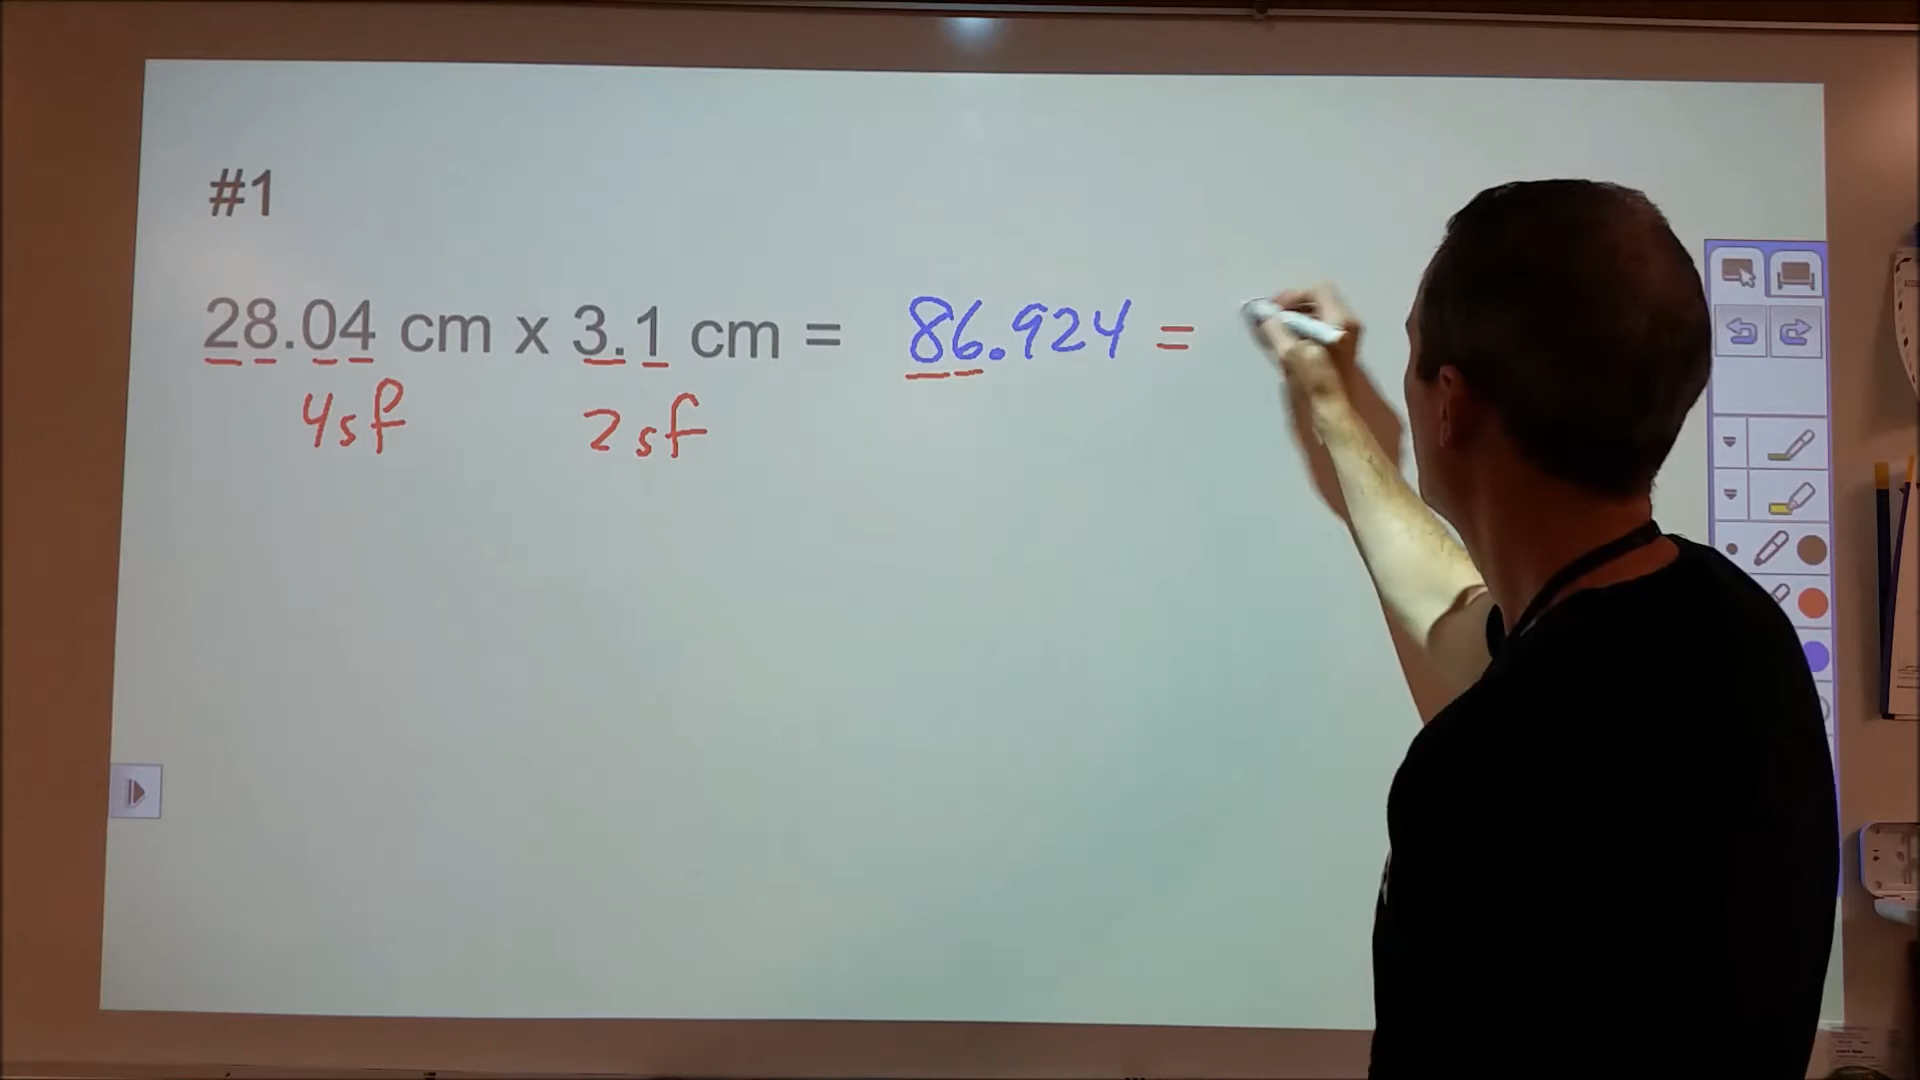 #1
28.04 cm x 3.1 cm = 86.924 =
4sf 2sf